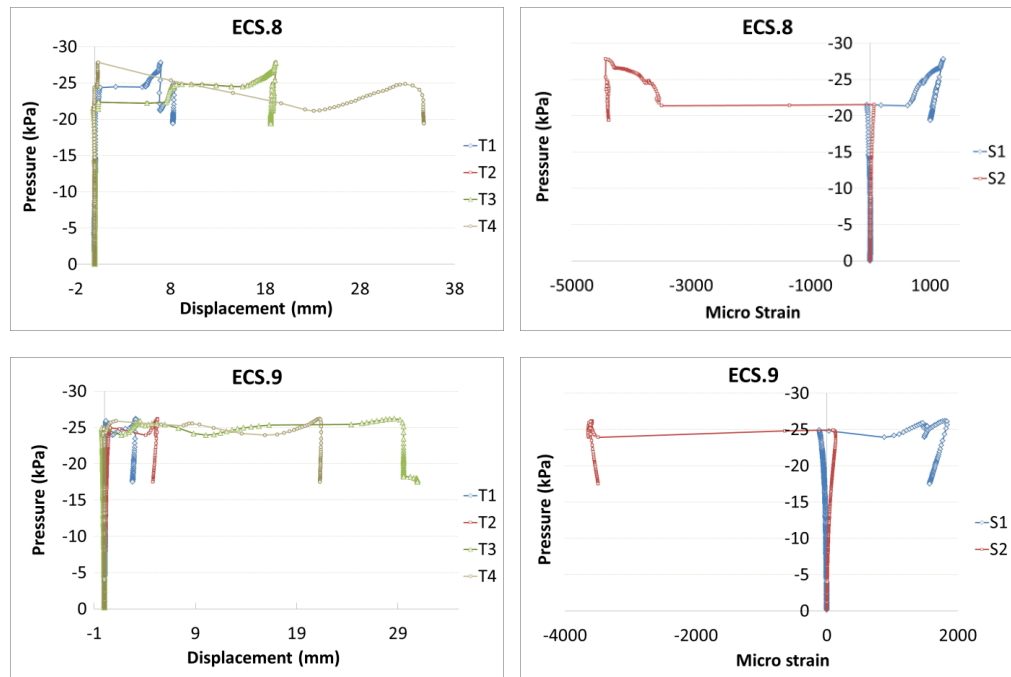 ECS.8
-30
-25
-20
-15
-10
-5
0
Pressure (kPa)
-2 8 18 28 38
Displacement (mm)
T1
T2
T3
T4
ECS.8
-30
-25
-20
-15
-10
-5
0
Pressure (kPa)
-5000 -3000 -1000 1000
Micro Strain
S1
S2
ECS.9
-30
-25
-20
-15
-10
-5
0
Pressure (kPa)
-1 9 19 29
Displacement (mm)
T1
T2
T3
T4
ECS.9
-30
-25
-20
-15
-10
-5
0
Pressure (kPa)
-4000 -2000 0 2000
Micro strain
S1
S2